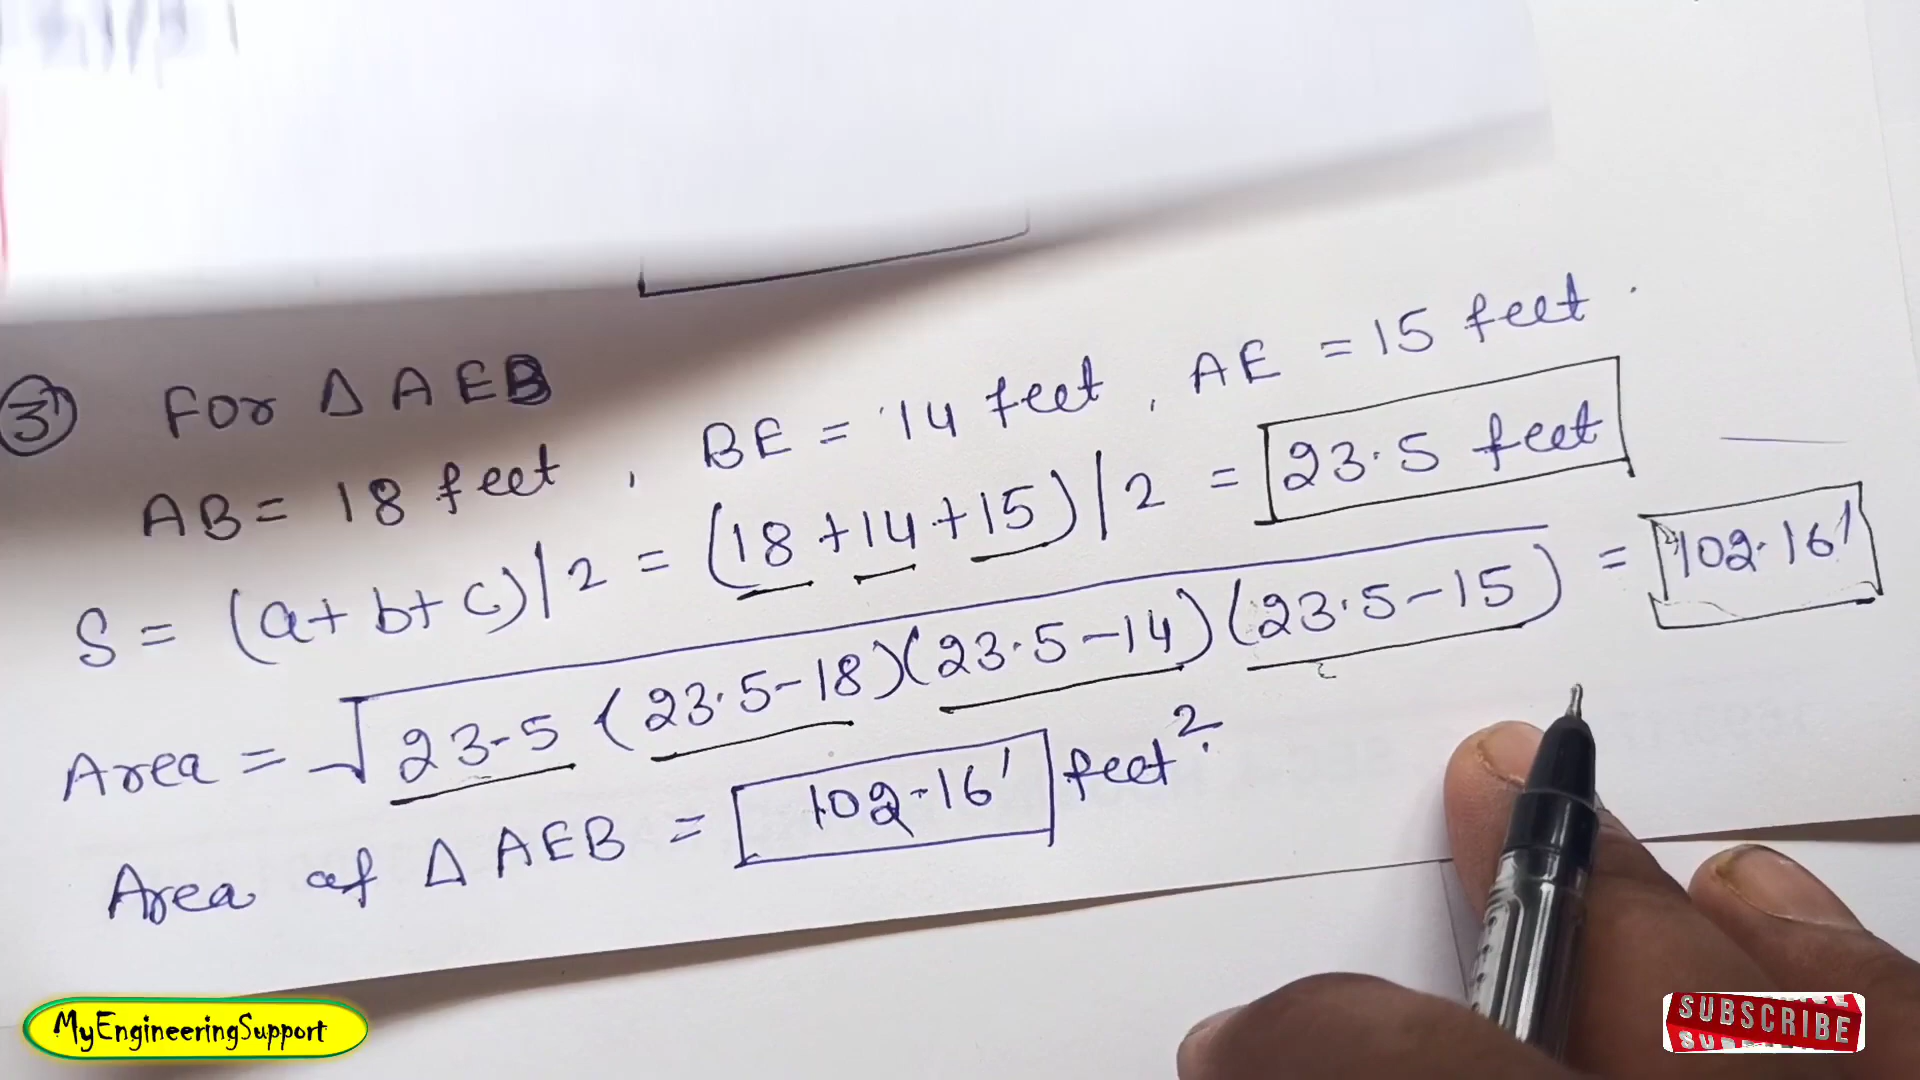 3 For Δ AEB
AB = 18 feet, BE = 14 feet, AE = 15 feet.
S = (a+b+c)/2 = (18+14+15)/2 = 23.5 feet
Area = √23.5 (23.5-18)(23.5-14)(23.5-15) = 102.16'
Area of Δ AEB = 102.16' feet².
MyEngineeringSupport
SUBSCRIBE